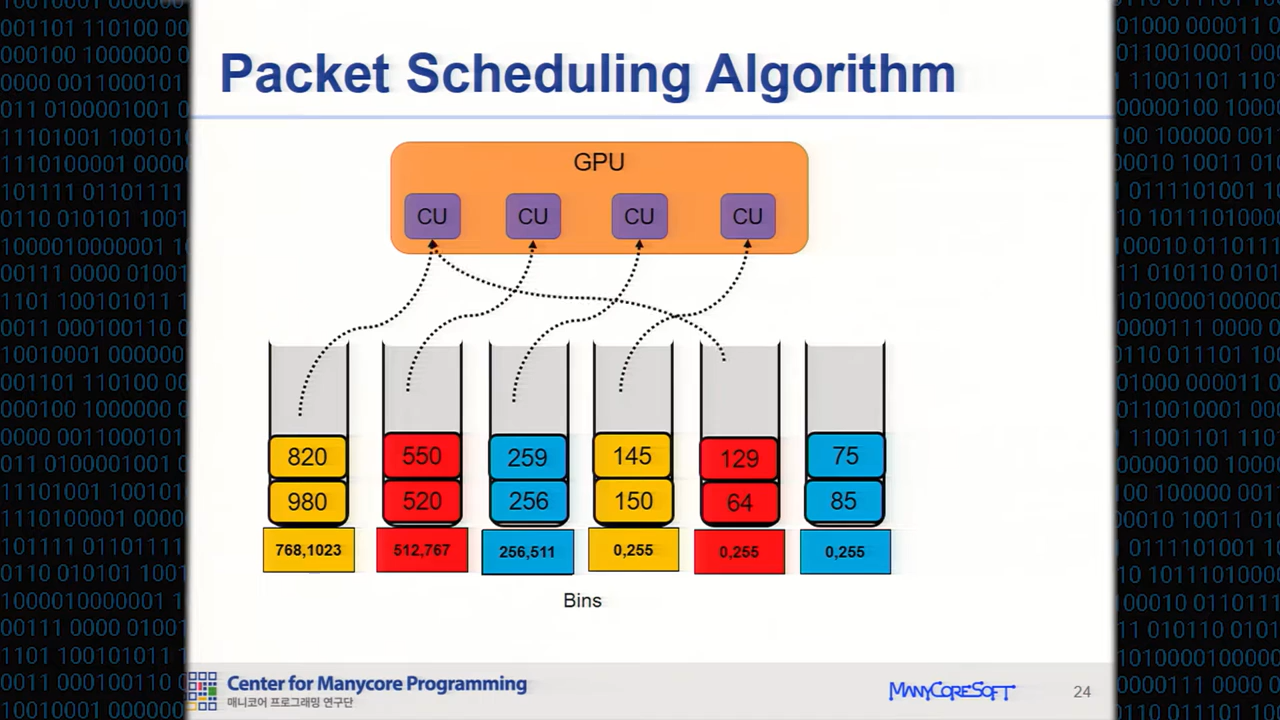 Packet Scheduling Algorithm
GPU
CU CU CU CU
820 550 259 145 129 75
980 520 256 150 64 85
768,1023 512,767 256,511 0,255 0,255 0,255
Bins
Center for Manycore Programming
매니코어 프로그래밍 연구단
MANYCORESOFT
24